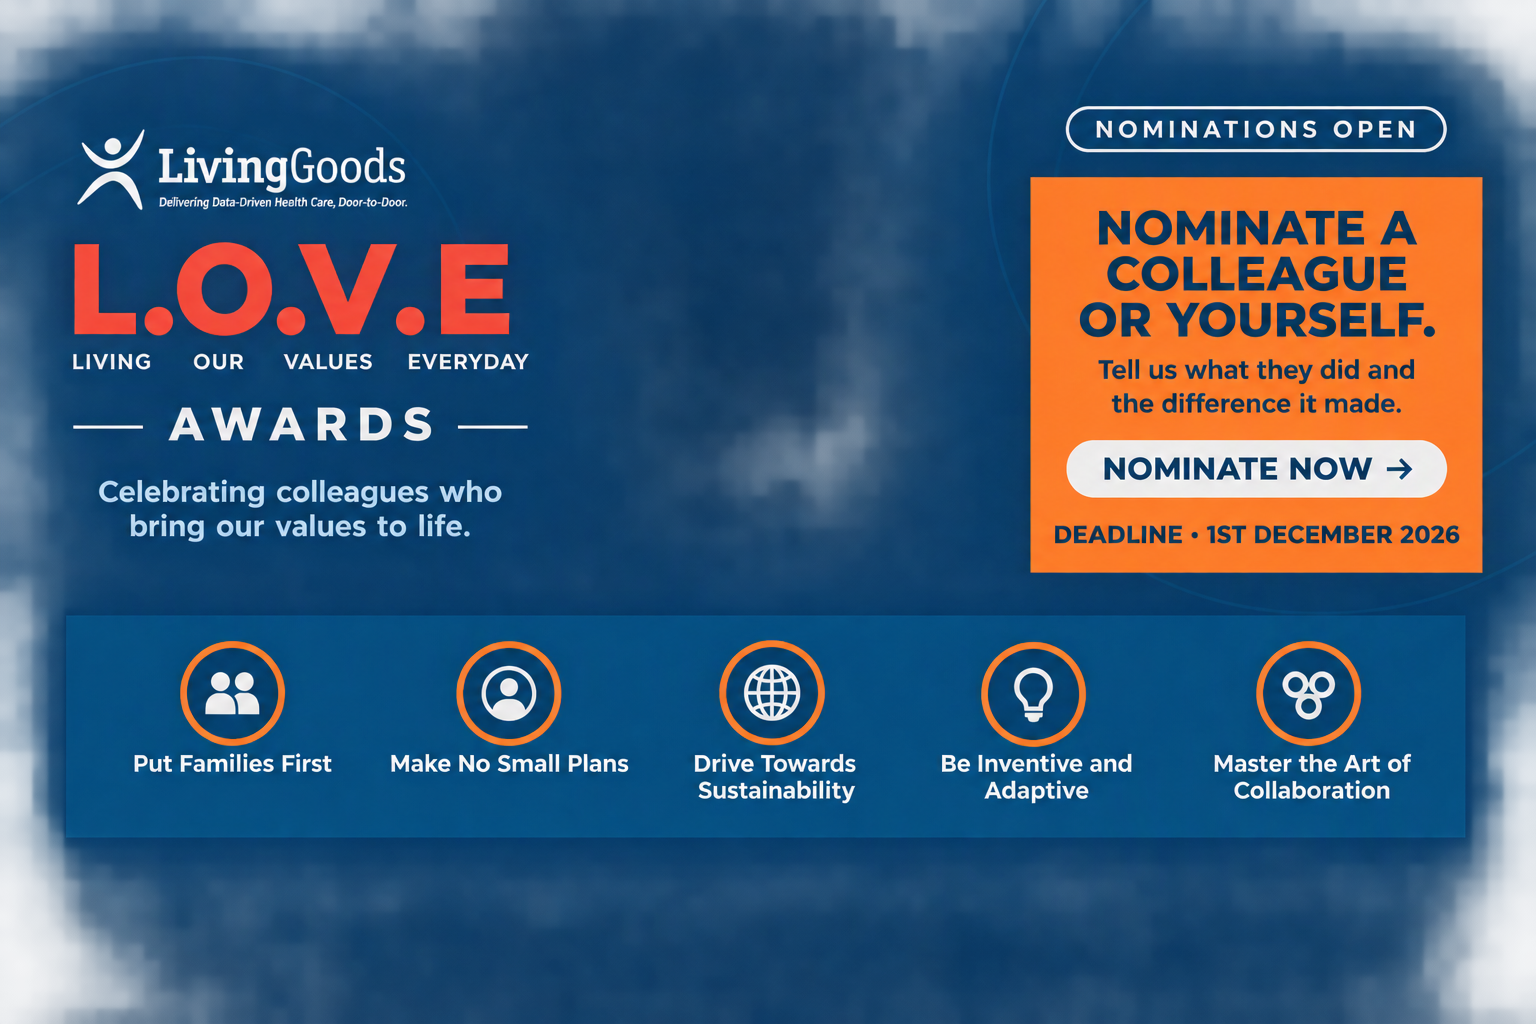 LivingGoods
Delivering Data-Driven Health Care, Door-to-Door.
L.O.V.E
LIVING OUR VALUES EVERYDAY
AWARDS
Celebrating colleagues who
bring our values to life.
NOMINATIONS OPEN
NOMINATE A
COLLEAGUE
OR YOURSELF.
Tell us what they did and
the difference it made.
NOMINATE NOW →
DEADLINE • 1ST DECEMBER 2026
Put Families First
Make No Small Plans
Drive Towards
Sustainability
Be Inventive and
Adaptive
Master the Art of
Collaboration